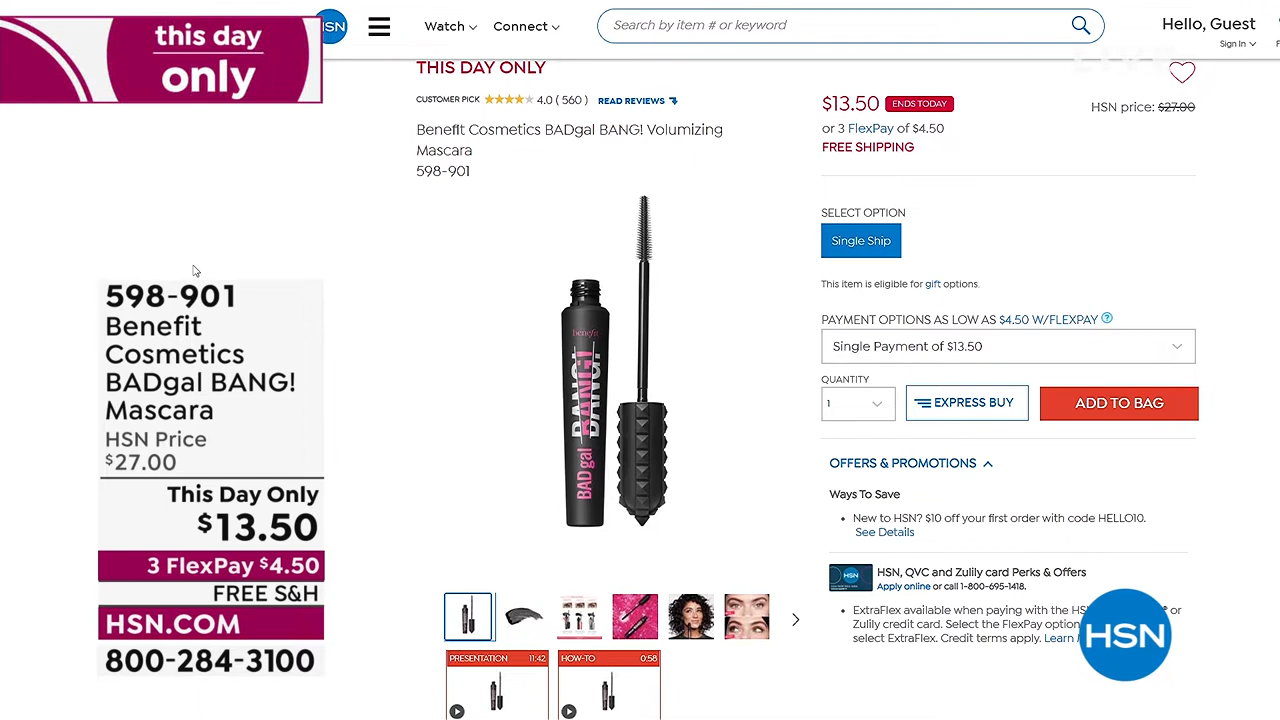 this day
only
HSN
Watch
Connect
Search by item # or keyword
Hello, Guest
Sign In
THIS DAY ONLY
CUSTOMER PICK 4.0 ( 560 ) READ REVIEWS
Benefit Cosmetics BADgal BANG! Volumizing
Mascara
598-901
benefit
BANG!
BADgal
$13.50 ENDS TODAY
HSN price: $27.00
or 3 FlexPay of $4.50
FREE SHIPPING
SELECT OPTION
Single Ship
This item is eligible for gift options.
PAYMENT OPTIONS AS LOW AS $4.50 W/FLEXPAY ?
Single Payment of $13.50
QUANTITY
1
EXPRESS BUY
ADD TO BAG
OFFERS & PROMOTIONS
Ways To Save
• New to HSN? $10 off your first order with code HELLO10.
See Details
HSN
HSN, QVC and Zulily card Perks & Offers
Apply online or call 1-800-695-1418.
• ExtraFlex available when paying with the or
Zulily credit card. Select the FlexPay option
select ExtraFlex. Credit terms apply. Learn
HSN
PRESENTATION 11:42
HOW-TO 0:58
598-901
Benefit
Cosmetics
BADgal BANG!
Mascara
HSN Price
$27.00
This Day Only
$13.50
3 FlexPay $4.50
FREE S&H
HSN.COM
800-284-3100
LIVE